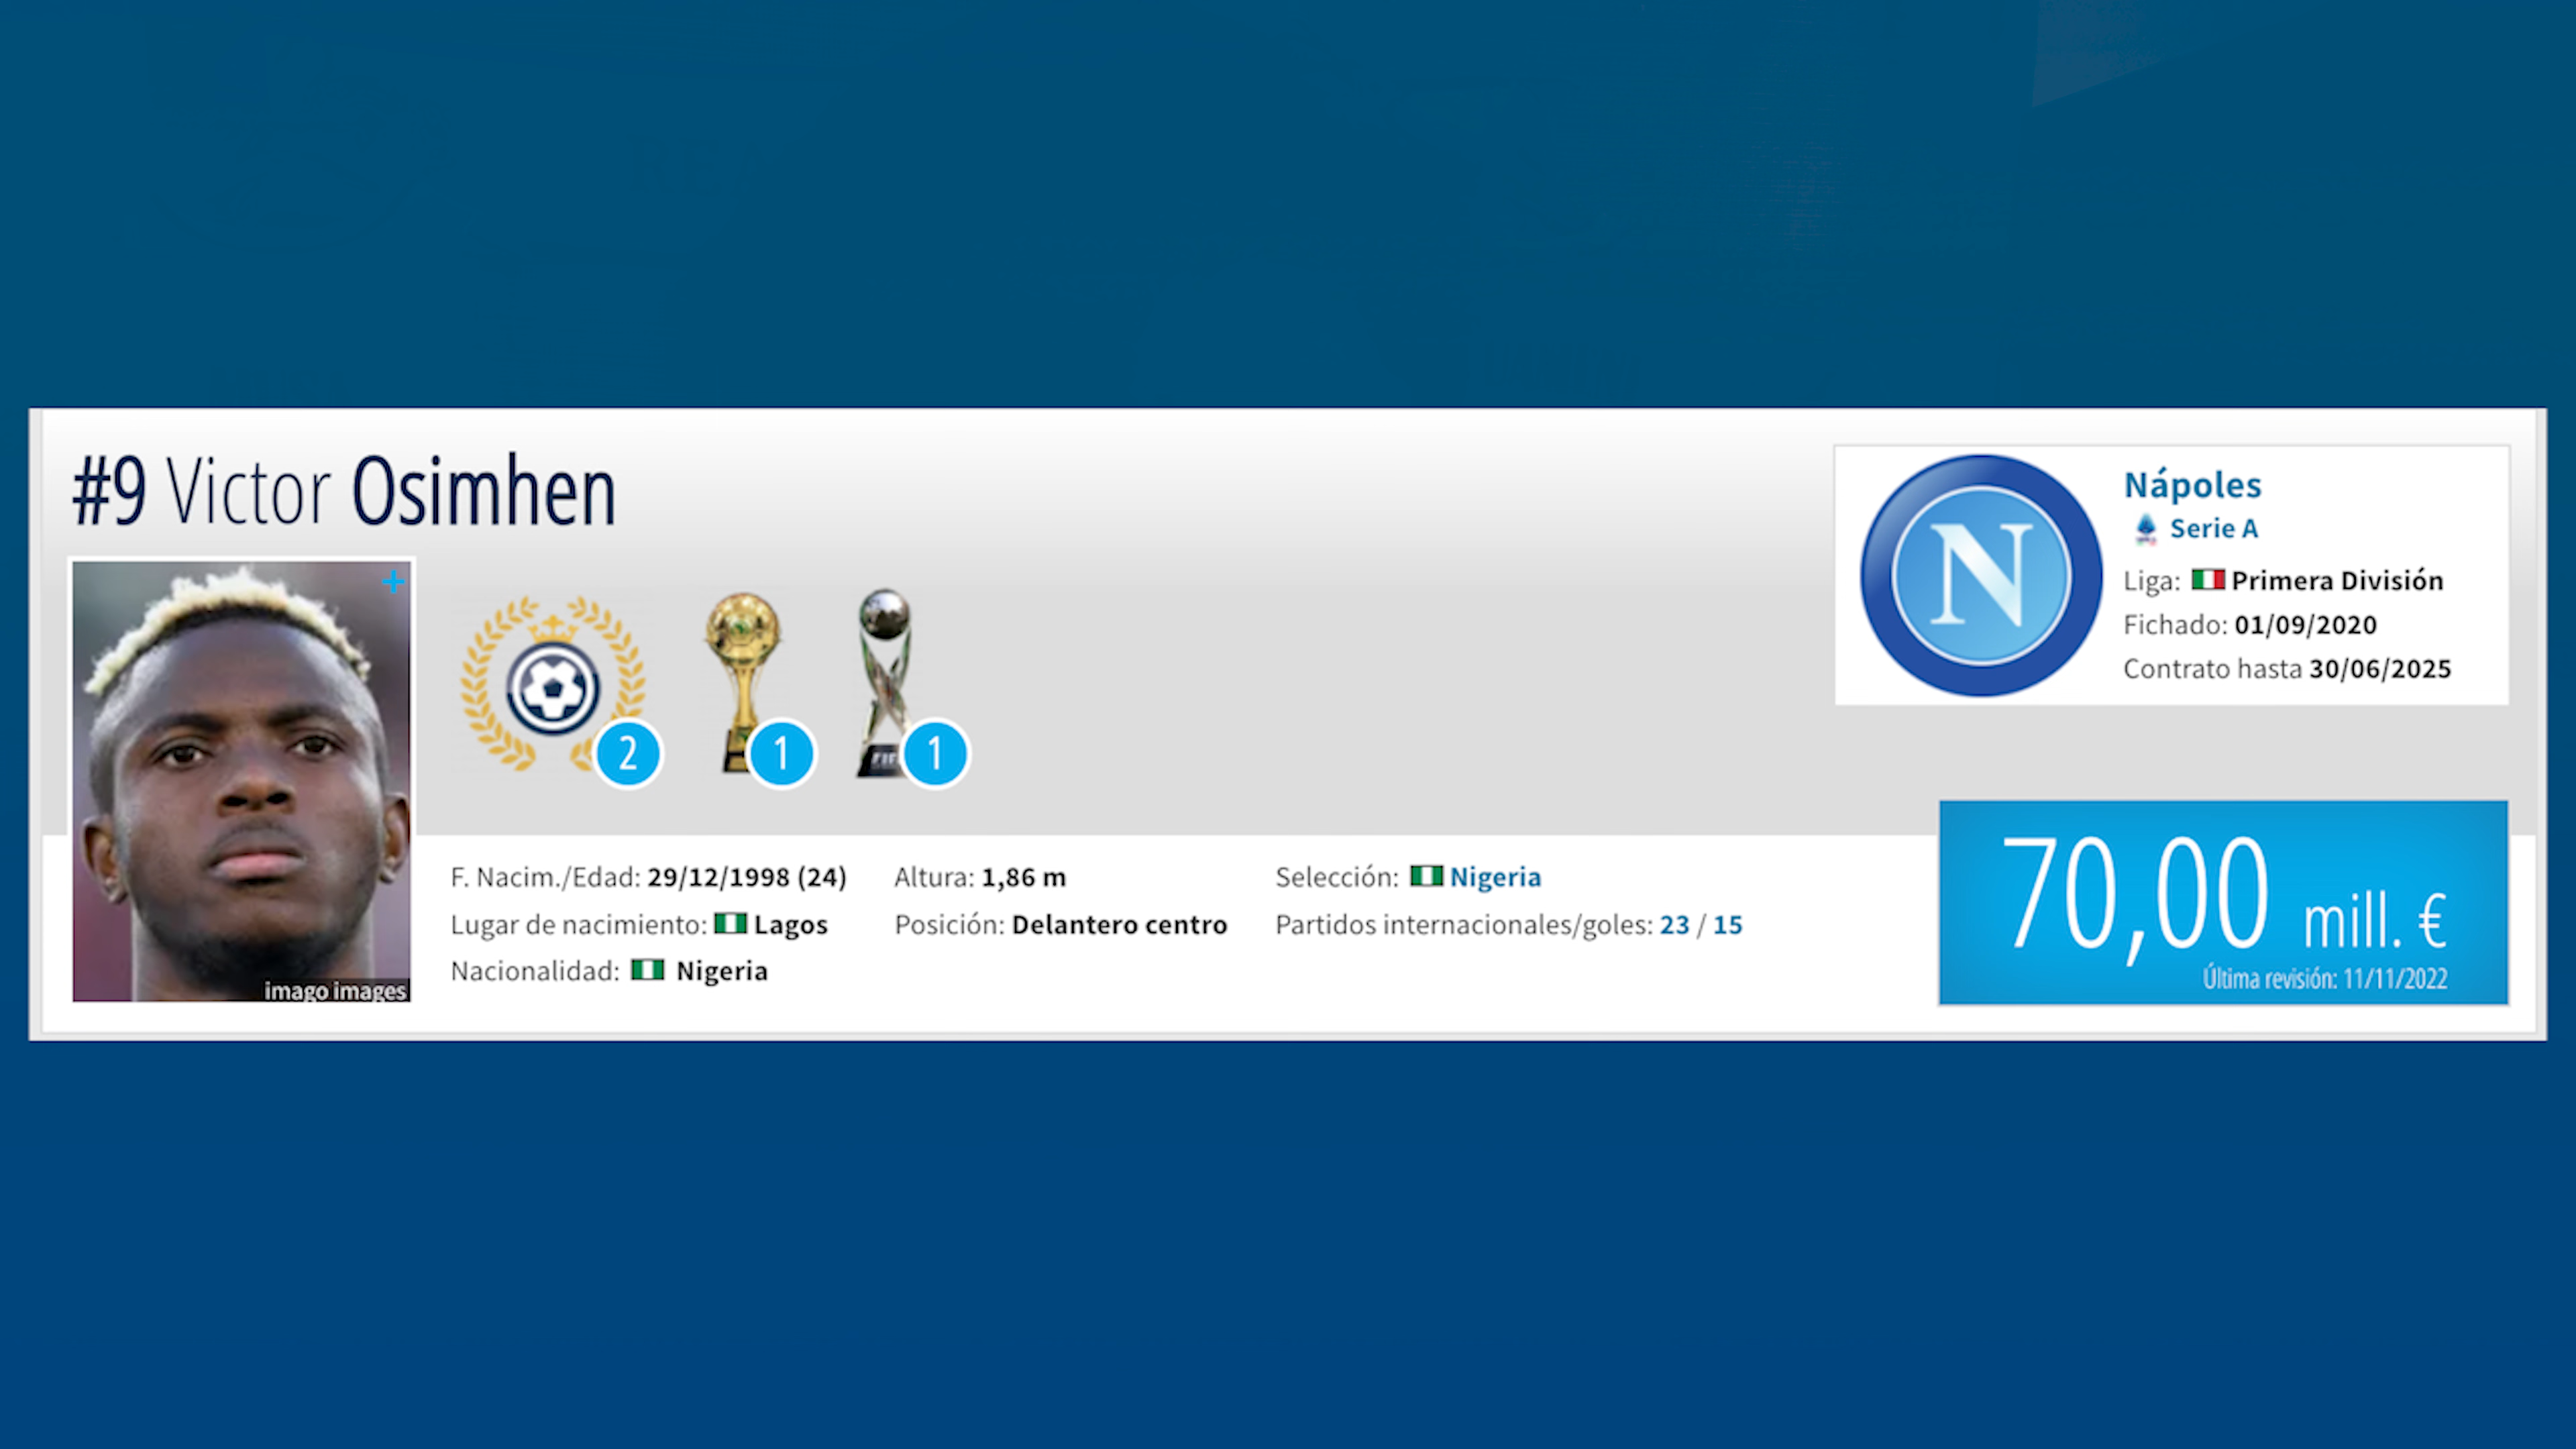 #9 Victor Osimhen
N
Nápoles
Serie A
Liga: Primera División
Fichado: 01/09/2020
Contrato hasta 30/06/2025
+
2
1
1
FIF
imago images
F. Nacim./Edad: 29/12/1998 (24)
Lugar de nacimiento: Lagos
Nacionalidad: Nigeria
Altura: 1,86 m
Posición: Delantero centro
Selección: Nigeria
Partidos internacionales/goles: 23 / 15
70,00 mill. €
Última revisión: 11/11/2022